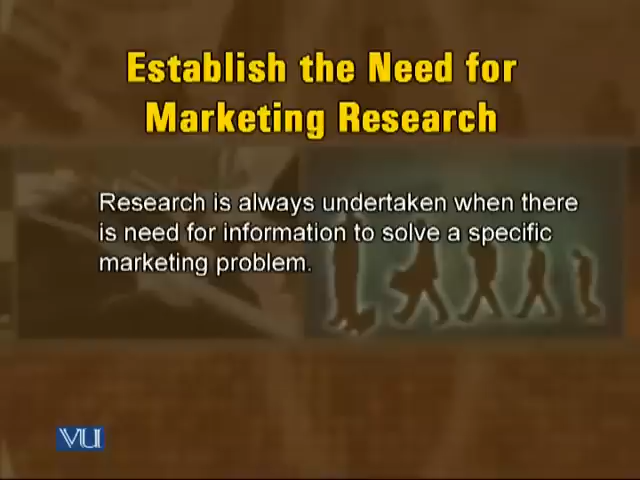 Establish the Need for
Marketing Research
Research is always undertaken when there
is need for information to solve a specific
marketing problem.
VU